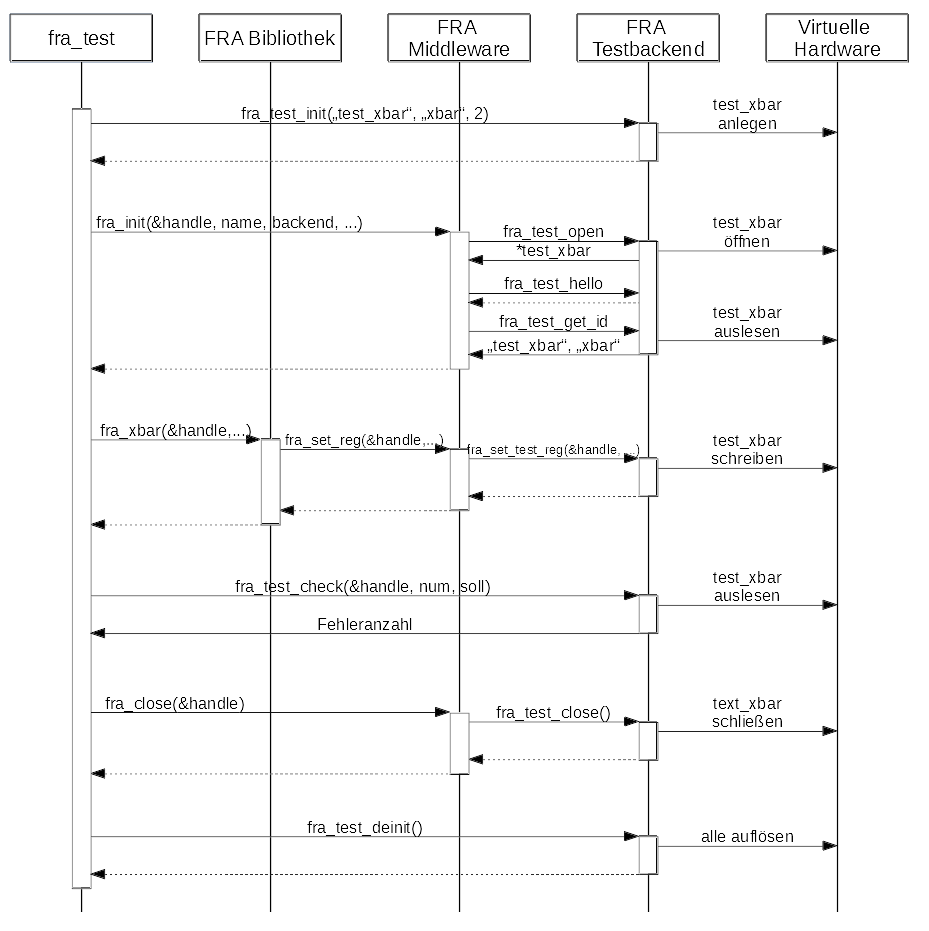 fra_test
FRA Bibliothek
FRA
Middleware
FRA
Testbackend
Virtuelle
Hardware
fra_test_init(„test_xbar“, „xbar“, 2)
test_xbar
anlegen
fra_init(&handle, name, backend, ...)
fra_test_open
test_xbar
öffnen
*test_xbar
fra_test_hello
fra_test_get_id
test_xbar
auslesen
„test_xbar“, „xbar“
fra_xbar(&handle,...)
fra_set_reg(&handle,...)
fra_set_test_reg(&handle, ...)
test_xbar
schreiben
fra_test_check(&handle, num, soll)
test_xbar
auslesen
Fehleranzahl
fra_close(&handle)
fra_test_close()
text_xbar
schließen
fra_test_deinit()
alle auflösen